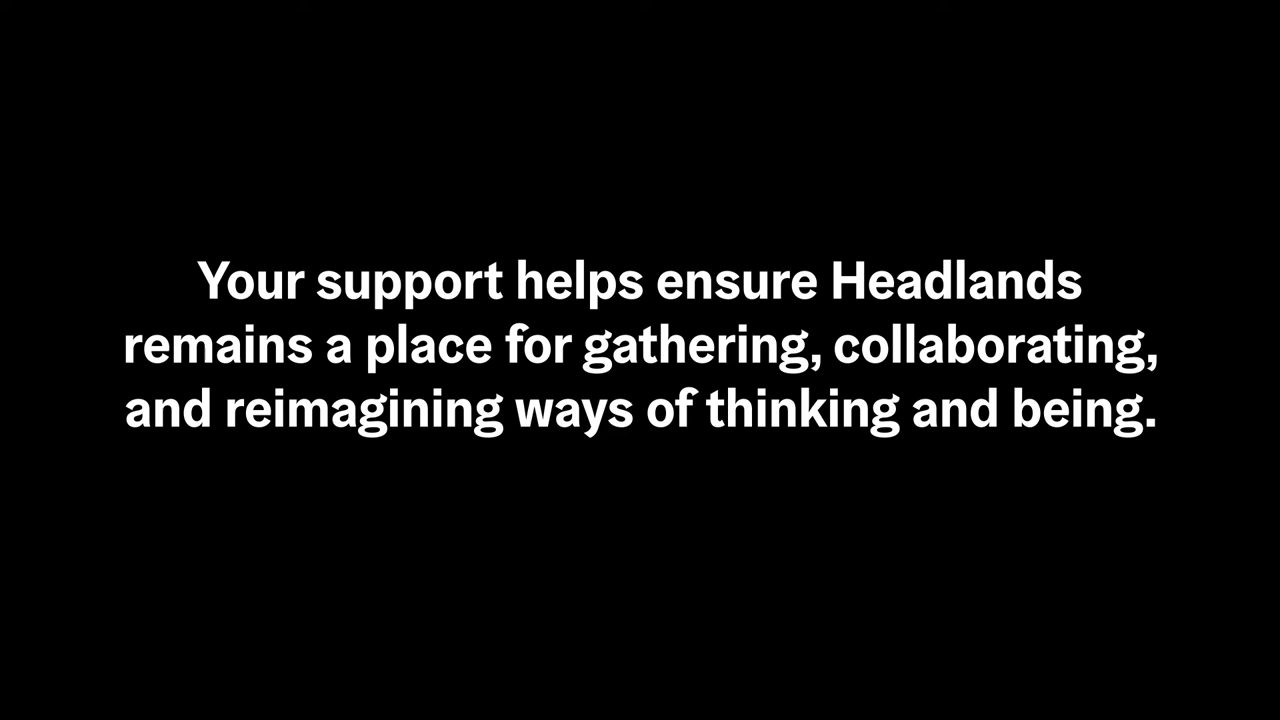 Your support helps ensure Headlands
remains a place for gathering, collaborating,
and reimagining ways of thinking and being.